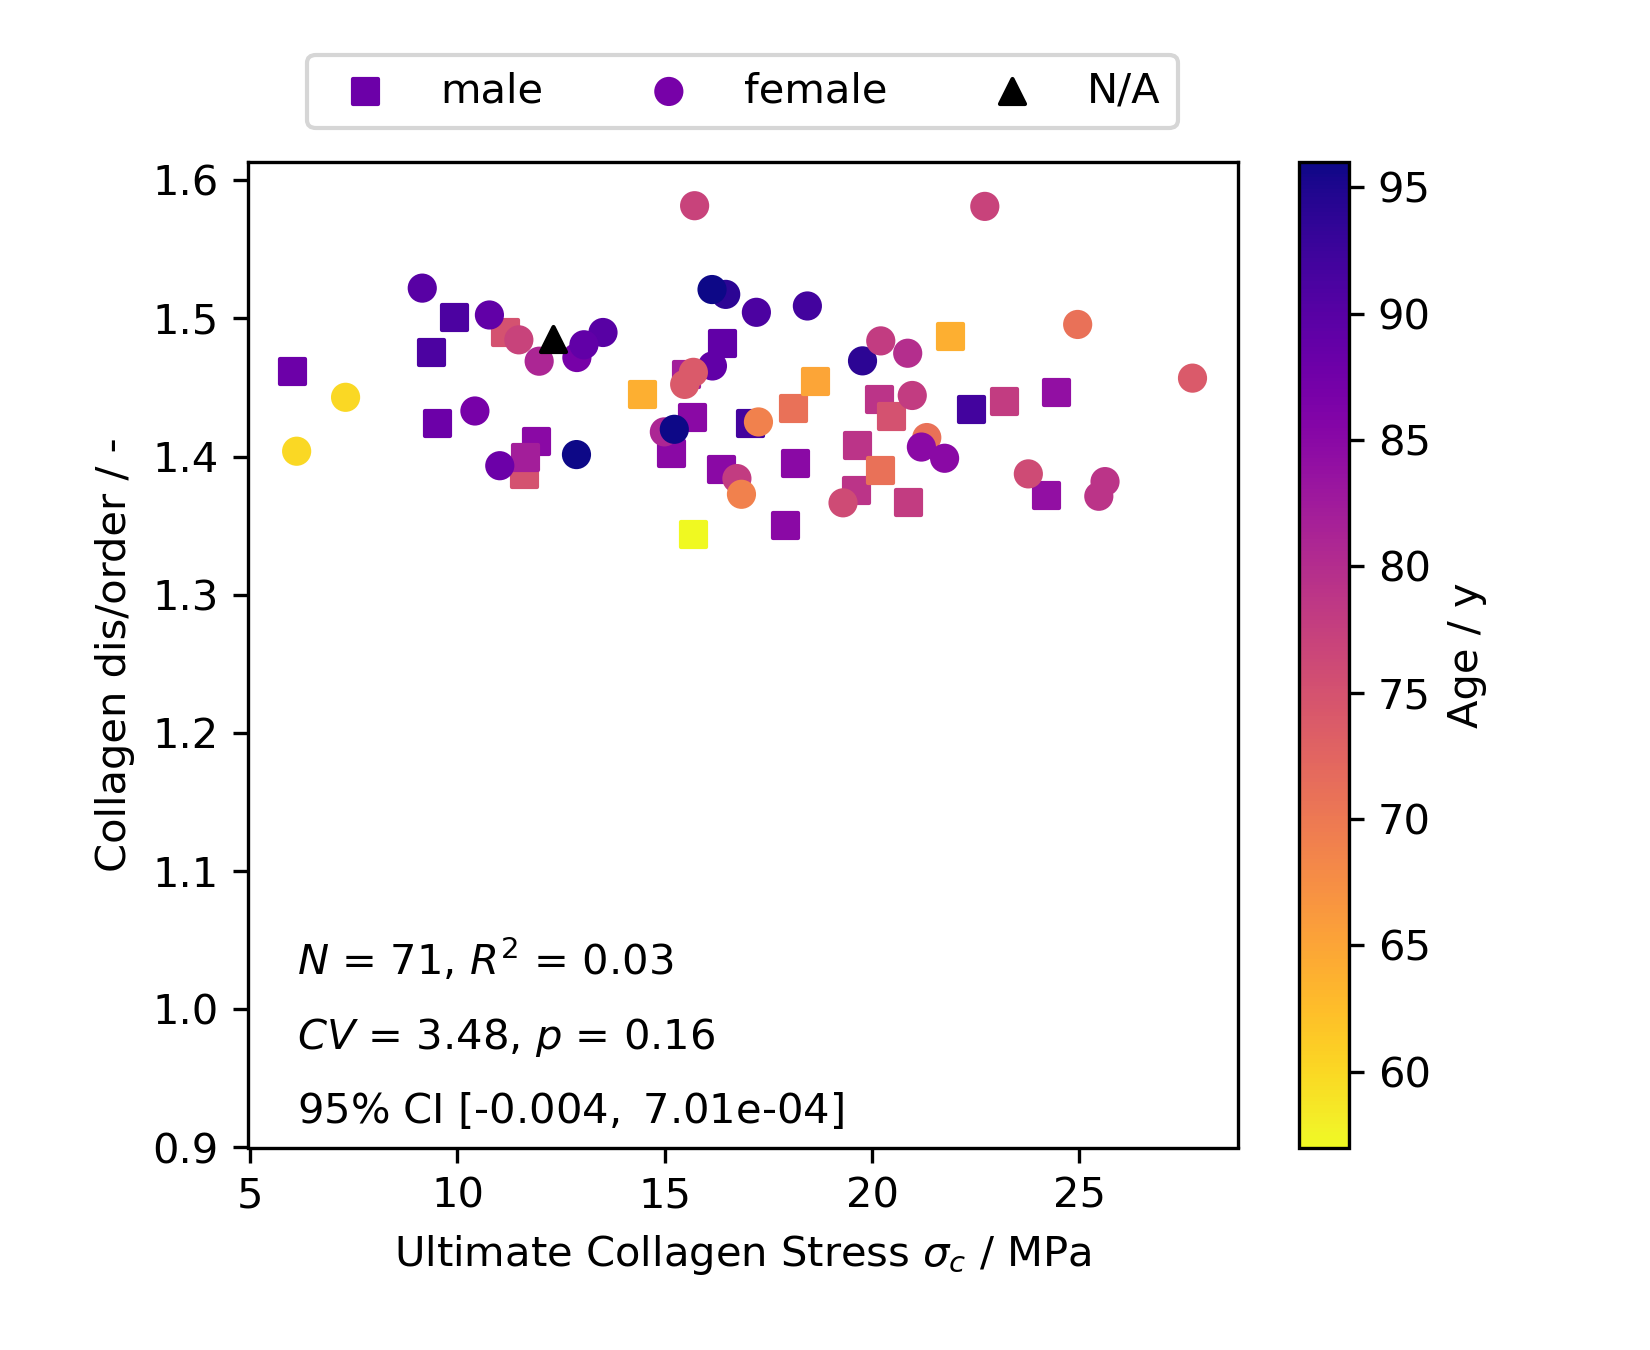 male female N/A
1.6
1.5
1.4
1.3
1.2
1.1
1.0
0.9
Collagen dis/order / -
N = 71, R² = 0.03
CV = 3.48, p = 0.16
95% CI [-0.004, 7.01e-04]
5 10 15 20 25
Ultimate Collagen Stress σc / MPa
95
90
85
80
75
70
65
60
Age / y